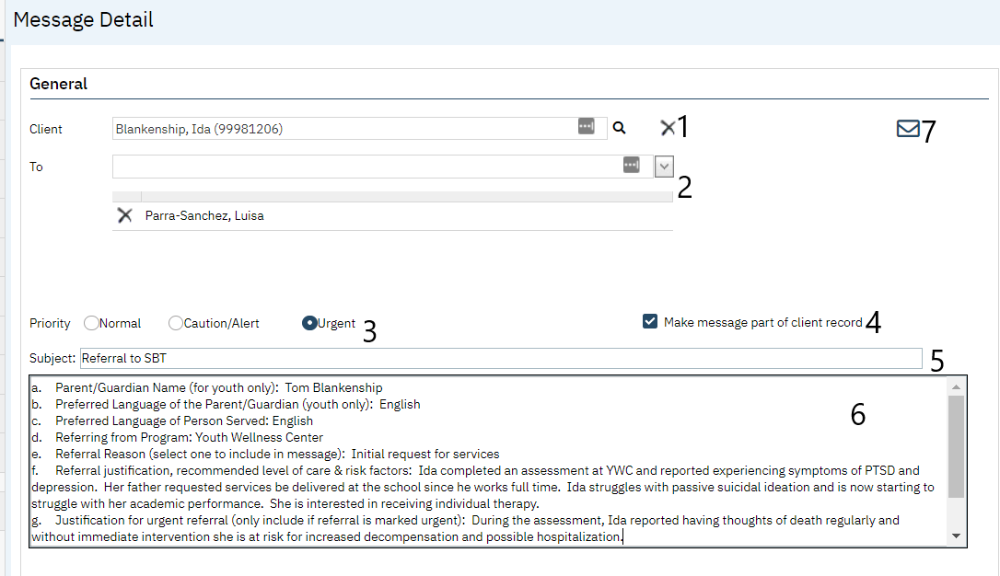 Message Detail
General
Client Blankenship, Ida (99981206) 1 7
To
2
Parra-Sanchez, Luisa
Priority Normal Caution/Alert Urgent 3 Make message part of client record 4
Subject: Referral to SBT 5
a. Parent/Guardian Name (for youth only): Tom Blankenship
b. Preferred Language of the Parent/Guardian (youth only): English 6
c. Preferred Language of Person Served: English
d. Referring from Program: Youth Wellness Center
e. Referral Reason (select one to include in message): Initial request for services
f. Referral justification, recommended level of care & risk factors: Ida completed an assessment at YWC and reported experiencing symptoms of PTSD and
depression. Her father requested services be delivered at the school since he works full time. Ida struggles with passive suicidal ideation and is now starting to
struggle with her academic performance. She is interested in receiving individual therapy.
g. Justification for urgent referral (only include if referral is marked urgent): During the assessment, Ida reported having thoughts of death regularly and
without immediate intervention she is at risk for increased decompensation and possible hospitalization.